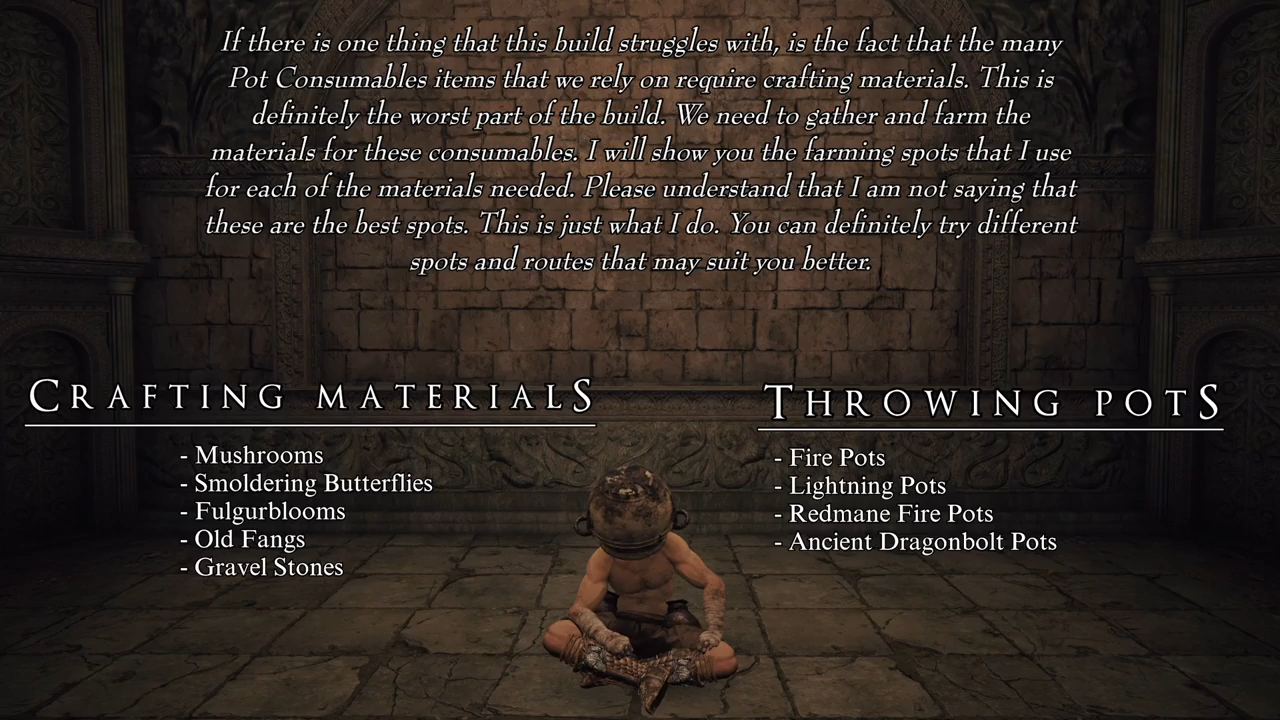 If there is one thing that this build struggles with, is the fact that the many
Pot Consumables items that we rely on require crafting materials. This is
definitely the worst part of the build. We need to gather and farm the
materials for these consumables. I will show you the farming spots that I use
for each of the materials needed. Please understand that I am not saying that
these are the best spots. This is just what I do. You can definitely try different
spots and routes that may suit you better.
CRAFTING MATERIALS
- Mushrooms
- Smoldering Butterflies
- Fulgurblooms
- Old Fangs
- Gravel Stones
THROWING POTS
- Fire Pots
- Lightning Pots
- Redmane Fire Pots
- Ancient Dragonbolt Pots